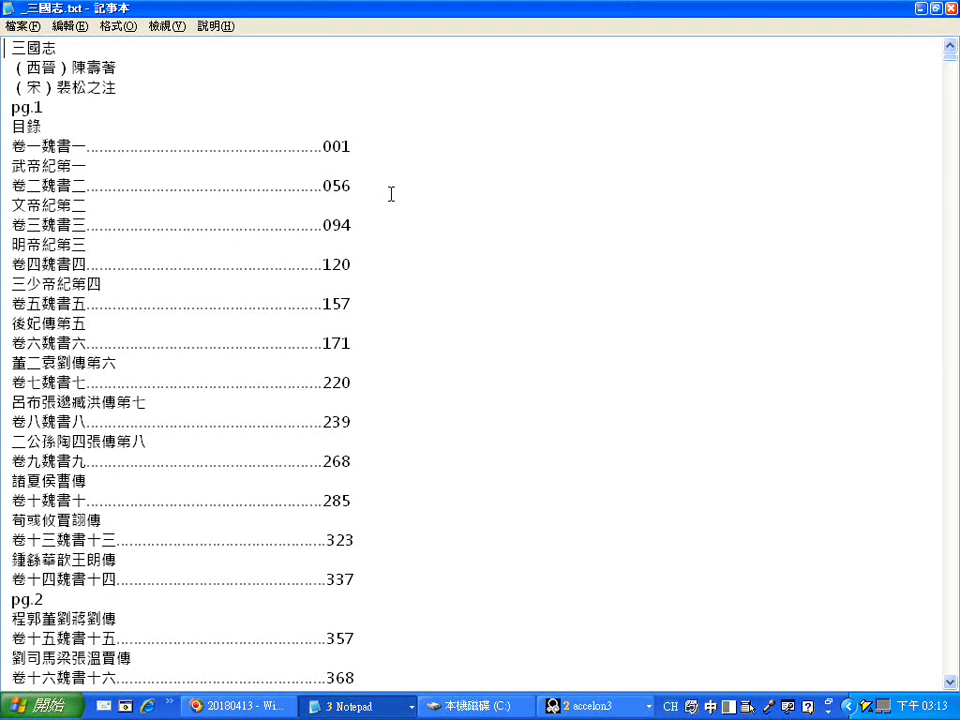 _三國志.txt - 記事本
檔案(F) 編輯(E) 格式(O) 檢視(V) 說明(H)
三國志
（西晉）陳壽著
（宋）裴松之注
pg.1
目錄
卷一魏書一..............................................001
武帝紀第一
卷二魏書二..............................................056
文帝紀第二
卷三魏書三..............................................094
明帝紀第三
卷四魏書四..............................................120
三少帝紀第四
卷五魏書五..............................................157
後妃傳第五
卷六魏書六..............................................171
董二袁劉傳第六
卷七魏書七..............................................220
呂布張邈臧洪傳第七
卷八魏書八..............................................239
二公孫陶四張傳第八
卷九魏書九..............................................268
諸夏侯曹傳
卷十魏書十..............................................285
荀彧攸賈詡傳
卷十三魏書十三.........................................323
鍾繇華歆王朗傳
卷十四魏書十四.........................................337
pg.2
程郭董劉蔣劉傳
卷十五魏書十五.........................................357
劉司馬梁張溫賈傳
卷十六魏書十六.........................................368
開始 20180413 - Wi... 3 Notepad 本機磁碟 (C:) 2 accelon3 CH 中 下午 03:13